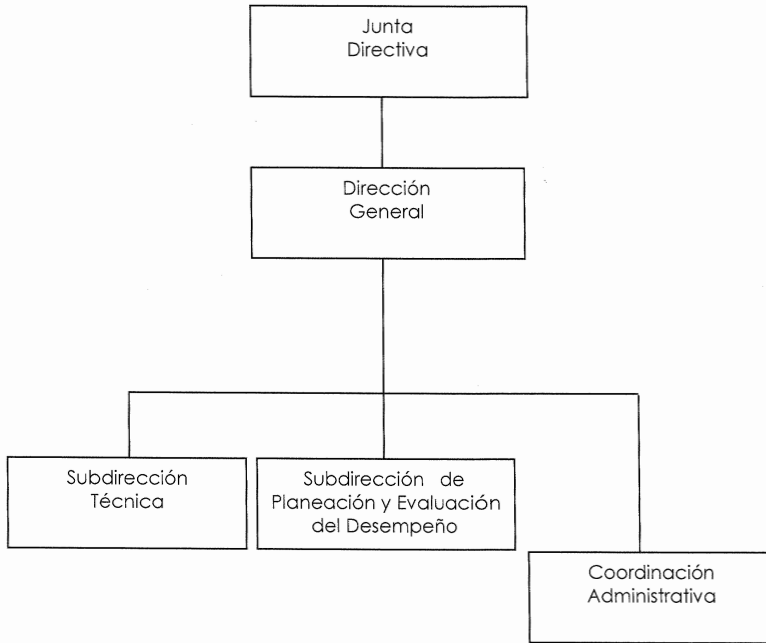 Junta
Directiva
Dirección
General
Subdirección
Técnica
Subdirección de
Planeación y Evaluación
del Desempeño
Coordinación
Administrativa